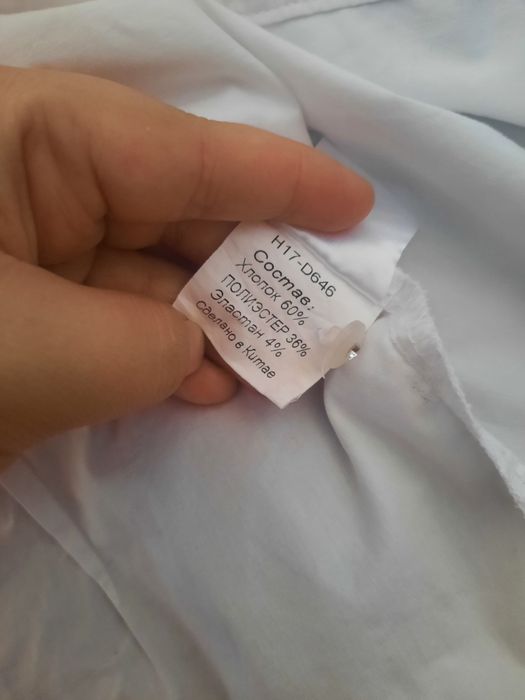 H17-D646
Состав:
Хлопок 60%
ПОЛИЭСТЕР 36%
Эластан 4%
Сделано в Китае